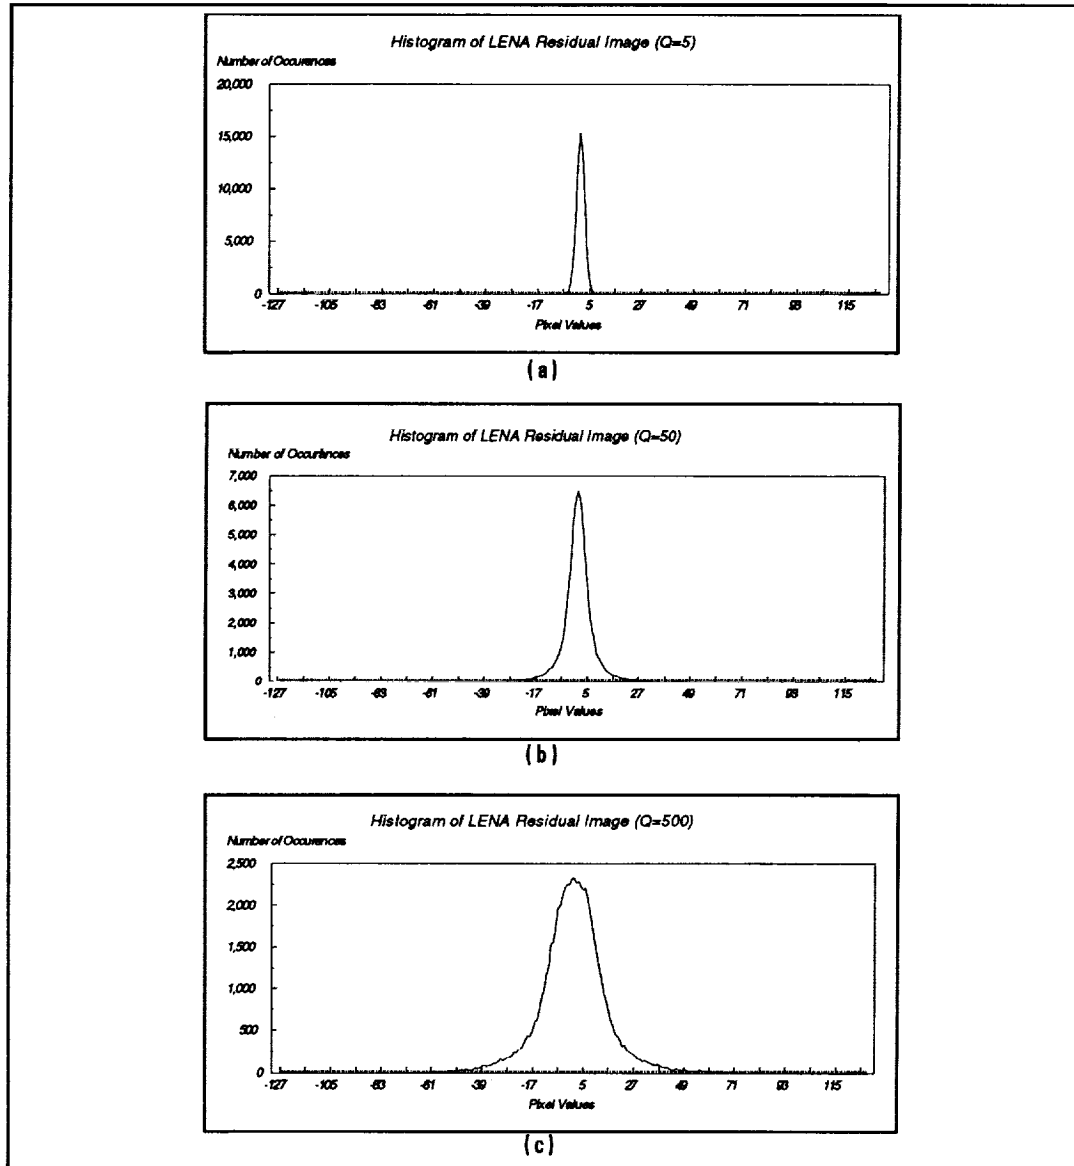 Histogram of LENA Residual Image (Q=5)
Number of Occurences
20,000
15,000
10,000
5,000
0
-127 -105 -83 -61 -39 -17 5 27 49 71 93 115
Pixel Values
(a)
Histogram of LENA Residual Image (Q=50)
Number of Occurences
7,000
6,000
5,000
4,000
3,000
2,000
1,000
0
-127 -105 -83 -61 -39 -17 5 27 49 71 93 115
Pixel Values
(b)
Histogram of LENA Residual Image (Q=500)
Number of Occurences
2,500
2,000
1,500
1,000
500
0
-127 -105 -83 -61 -39 -17 5 27 49 71 93 115
Pixel Values
(c)